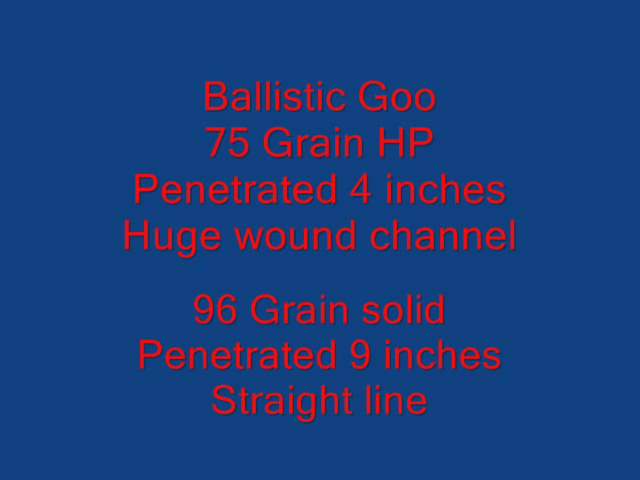 Ballistic Goo
75 Grain HP
Penetrated 4 inches
Huge wound channel
96 Grain solid
Penetrated 9 inches
Straight line